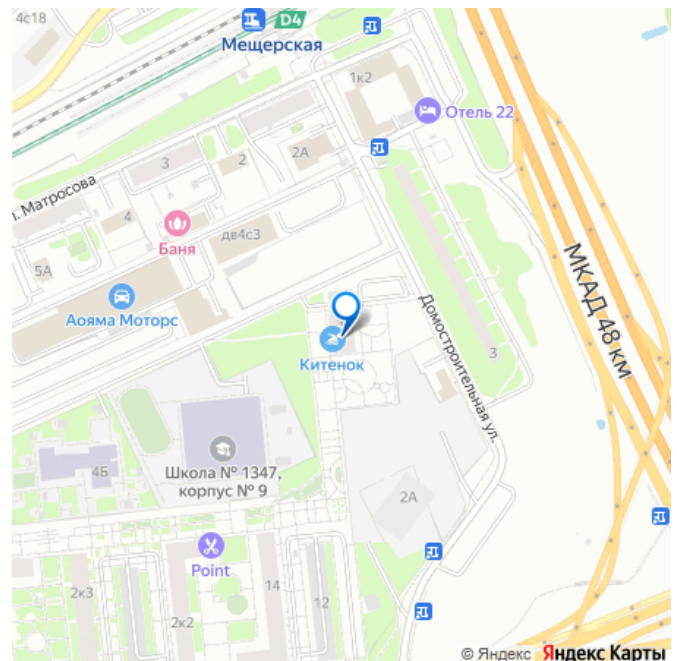 4с18
D4
Мещерская
1к2
Отель 22
3
2
2А
л. Матросова
4
дв4с3
Баня
5А
Аояма Моторс
МКАД 48 км
Китенок
Домостроительная ул.
3
Школа № 1347,
корпус № 9
4Б
2А
Point
2к3
14
12
2к2
© Яндекс Яндекс Карты